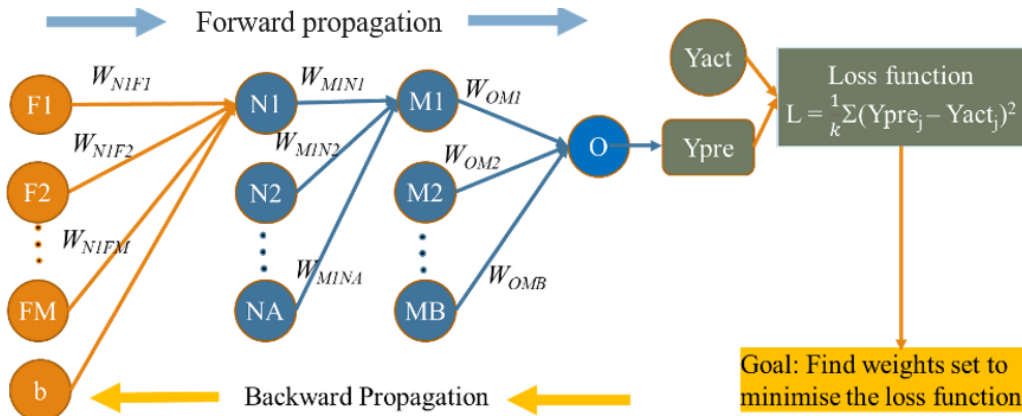 Forward propagation
F1
F2
FM
b
W_N1F1
W_N1F2
W_N1FM
N1
N2
NA
W_M1N1
W_M1N2
W_M1NA
M1
M2
MB
W_OM1
W_OM2
W_OMB
O
Ypre
Yact
Loss function
L = 1/k Σ(Ypre_j – Yact_j)²
Backward Propagation
Goal: Find weights set to
minimise the loss function